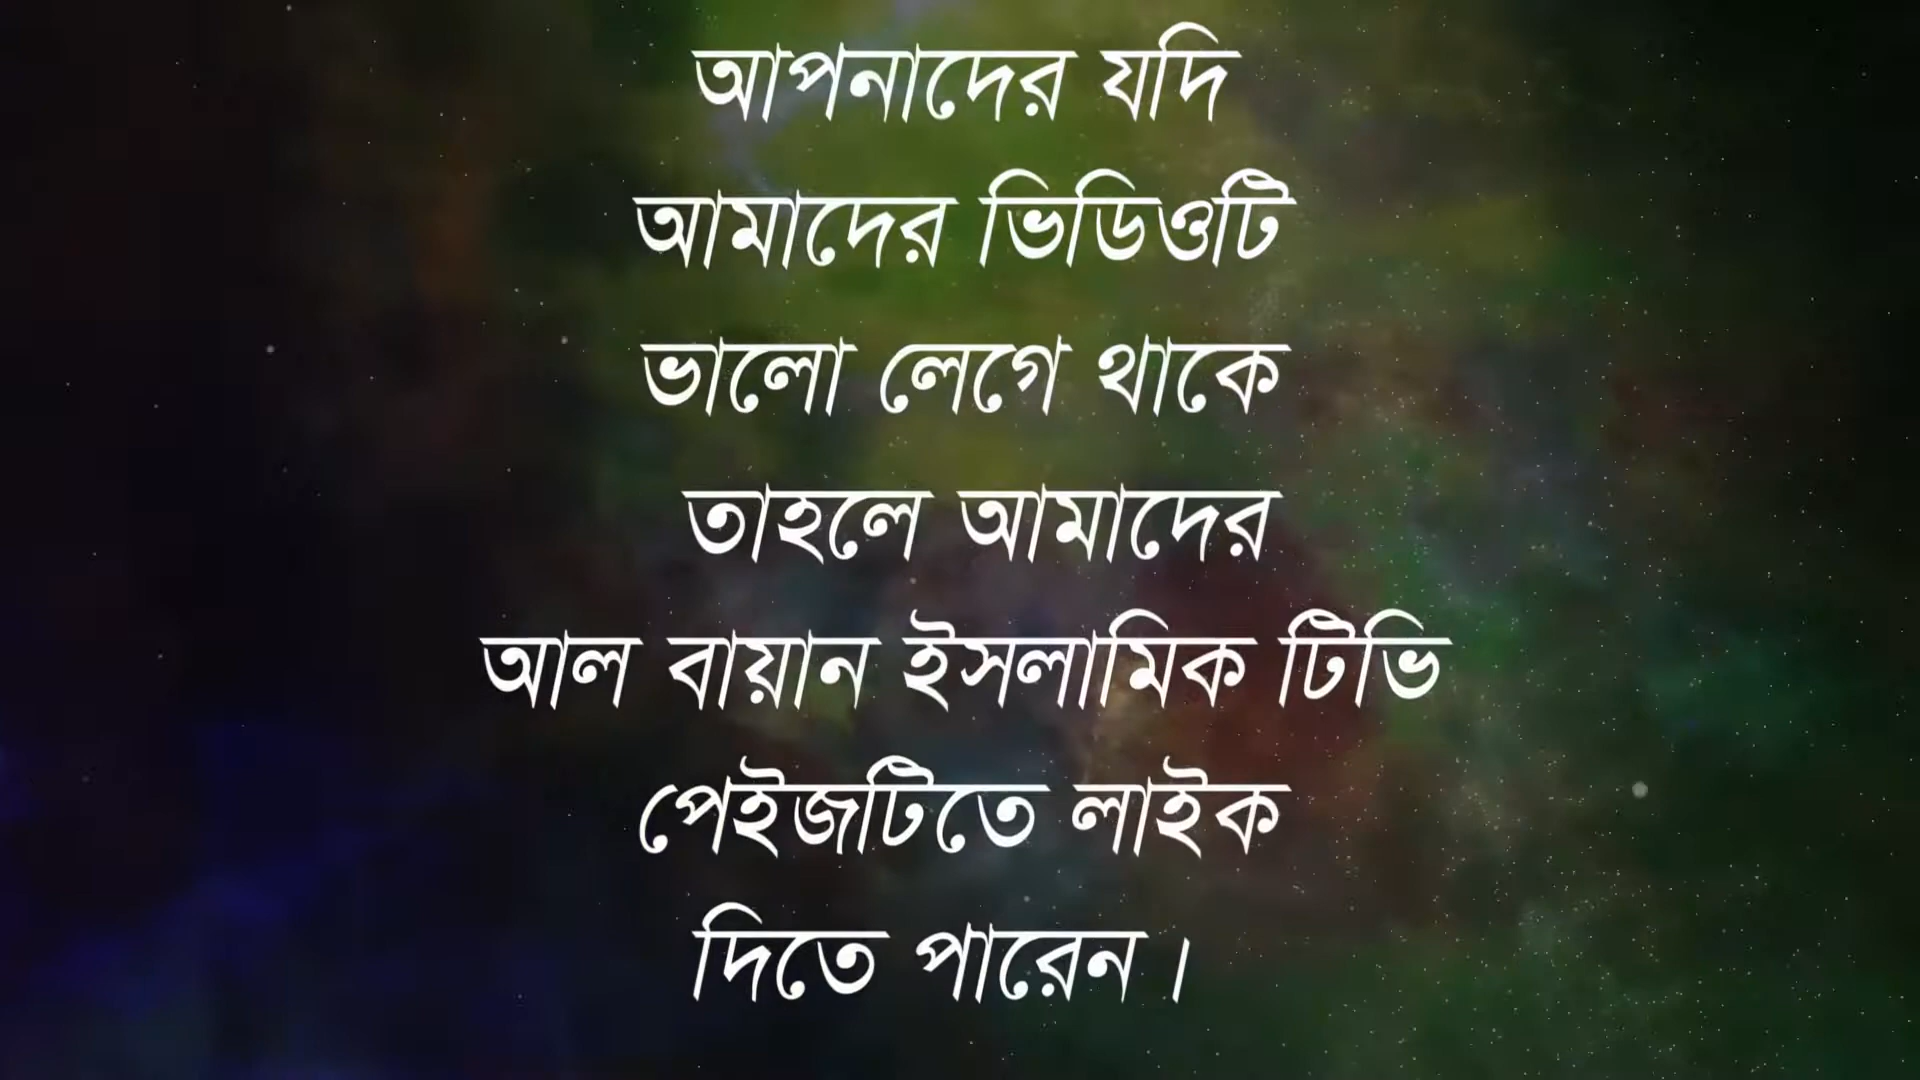 আপনাদের যদি
আমাদের ভিডিওটি
ভালো লেগে থাকে
তাহলে আমাদের
আল বায়ান ইসলামিক টিভি
পেইজটিতে লাইক
দিতে পারেন।